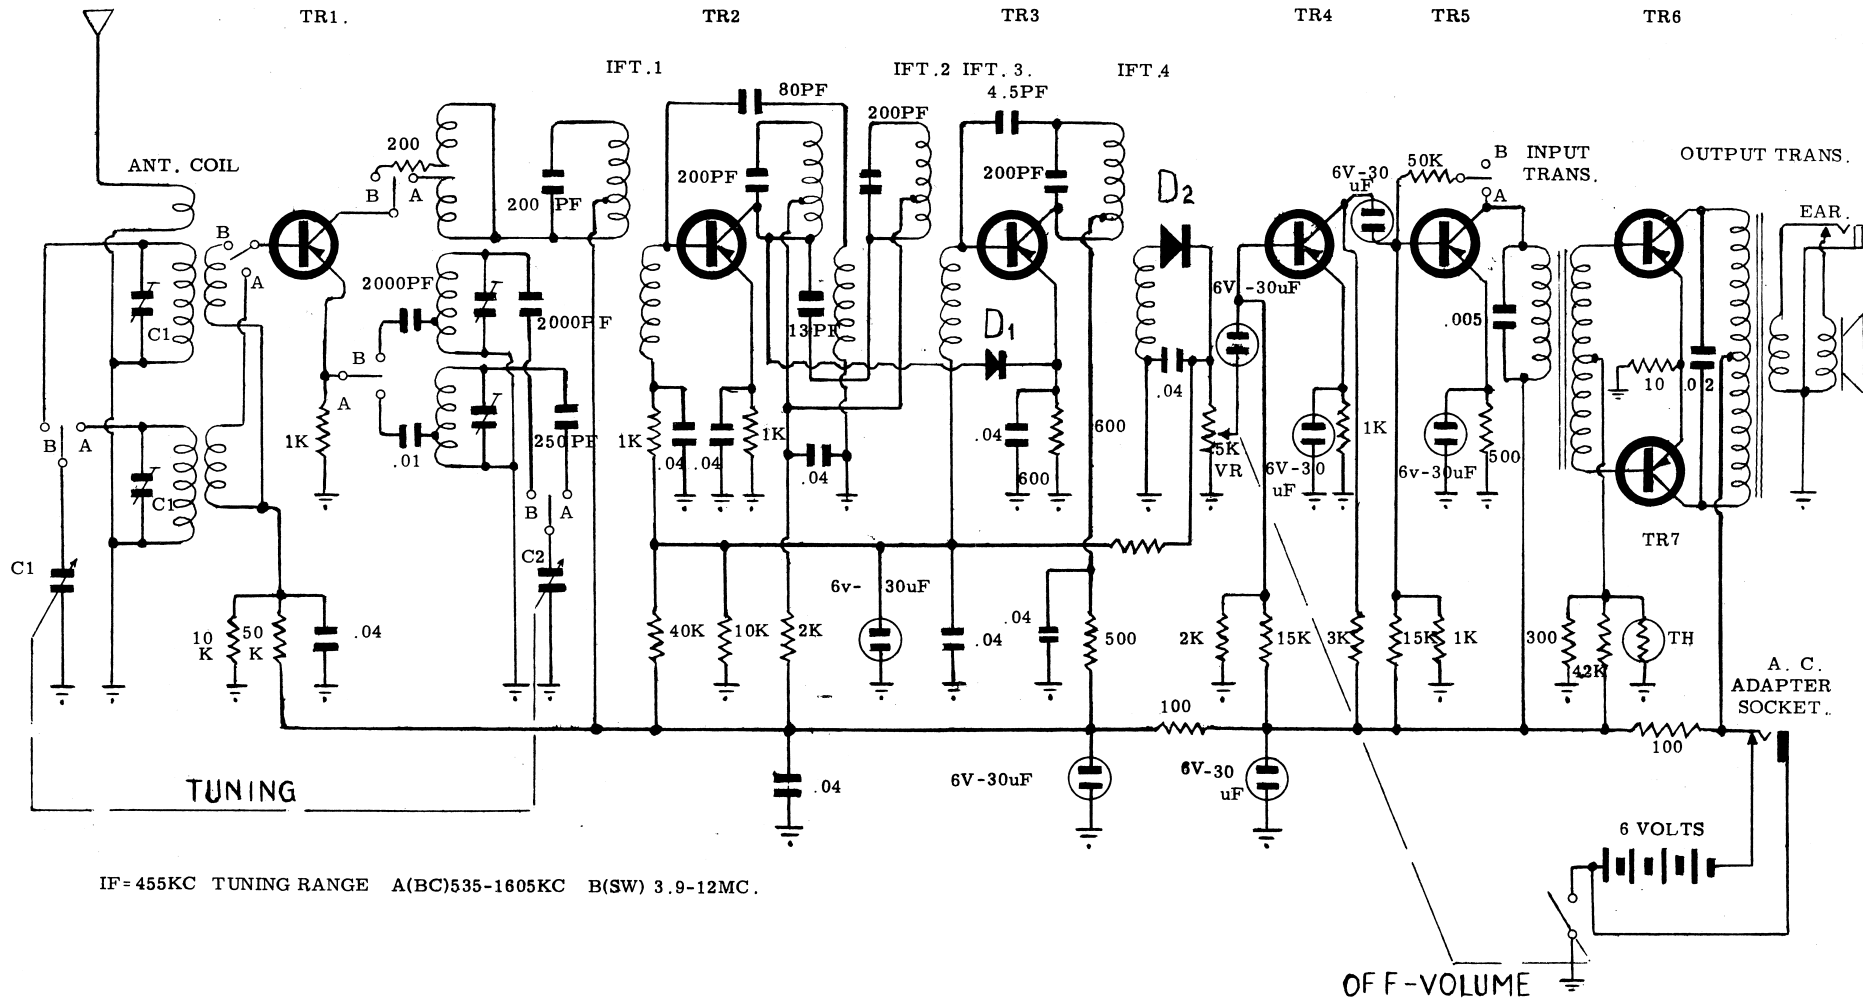 TR1.
TR2
TR3
TR4
TR5
TR6
IFT.1
IFT.2
IFT.3.
IFT.4
80PF
4.5PF
200PF
ANT. COIL
200
B
A
200 PF
200PF
200PF
D2
6V-30
uF
50K
B
A
INPUT
TRANS.
OUTPUT TRANS.
EAR.
B
A
2000PF
2000PF
C1
13PF
D1
6V-30uF
.005
10
.02
B
A
.04
B
A
1K
.01
250PF
1K
.04
.04
1K
.04
.04
600
600
5K
VR
6V-30
uF
1K
6v-30uF
500
C1
B
A
TR7
C1
C2
6v-30uF
10
K
50
K
.04
40K
10K
2K
.04
.04
500
2K
15K
3K
15K
1K
300
42K
TH
A. C.
ADAPTER
SOCKET.
100
100
TUNING
.04
6V-30uF
6V-30
uF
6 VOLTS
IF=455KC TUNING RANGE A(BC)535-1605KC B(SW) 3.9-12MC.
OFF-VOLUME